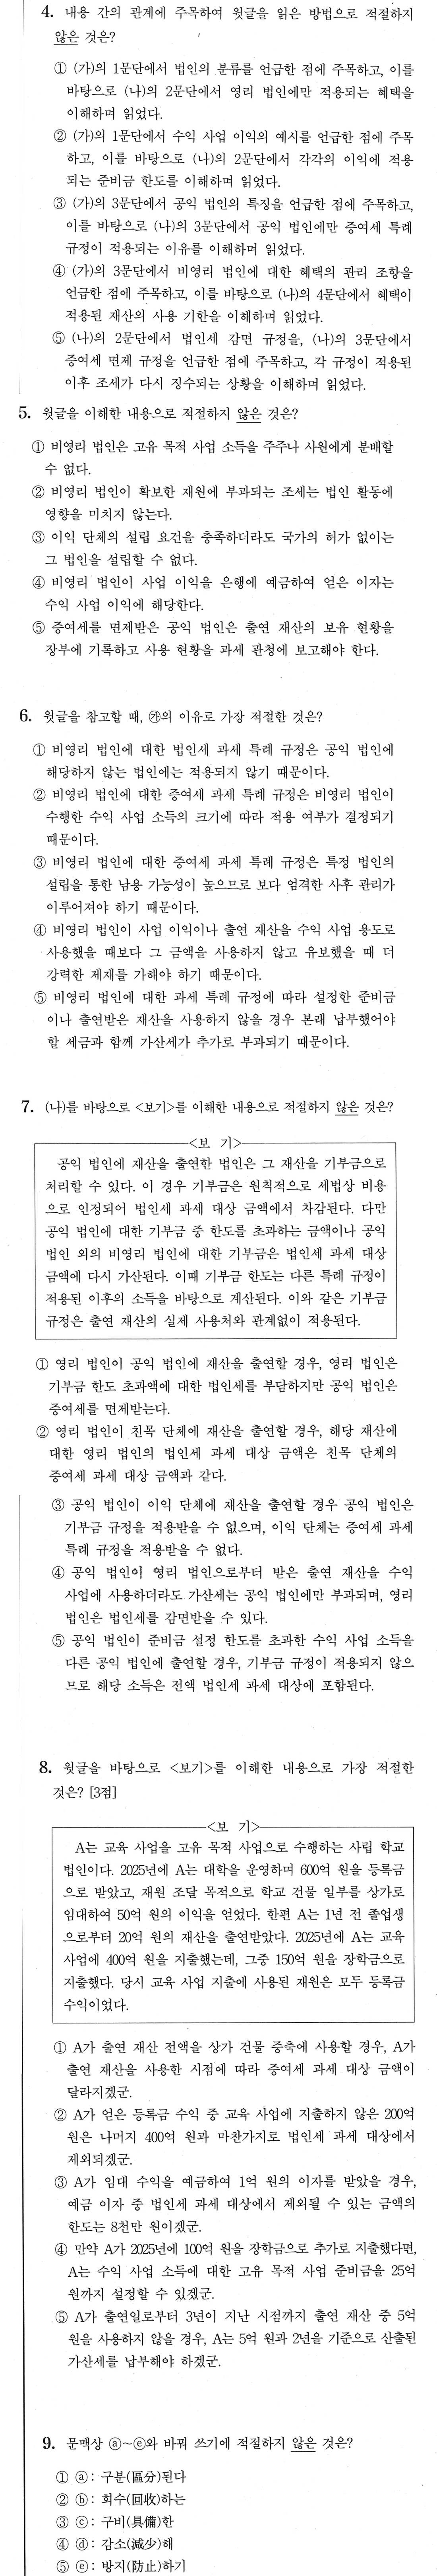 4. 내용 간의 관계에 주목하여 윗글을 읽은 방법으로 적절하지
않은 것은?
① (가)의 1문단에서 법인의 분류를 언급한 점에 주목하고, 이를
바탕으로 (나)의 2문단에서 영리 법인에만 적용되는 혜택을
이해하며 읽었다.
② (가)의 1문단에서 수익 사업 이익의 예시를 언급한 점에 주목
하고, 이를 바탕으로 (나)의 2문단에서 각각의 이익에 적용
되는 준비금 한도를 이해하며 읽었다.
③ (가)의 3문단에서 공익 법인의 특징을 언급한 점에 주목하고,
이를 바탕으로 (나)의 3문단에서 공익 법인에만 증여세 특례
규정이 적용되는 이유를 이해하며 읽었다.
④ (가)의 3문단에서 비영리 법인에 대한 혜택의 관리 조항을
언급한 점에 주목하고, 이를 바탕으로 (나)의 4문단에서 혜택이
적용된 재산의 사용 기한을 이해하며 읽었다.
⑤ (나)의 2문단에서 법인세 감면 규정을, (나)의 3문단에서
증여세 면제 규정을 언급한 점에 주목하고, 각 규정이 적용된
이후 조세가 다시 징수되는 상황을 이해하며 읽었다.
5. 윗글을 이해한 내용으로 적절하지 않은 것은?
① 비영리 법인은 고유 목적 사업 소득을 주주나 사원에게 분배할
수 없다.
② 비영리 법인이 확보한 재원에 부과되는 조세는 법인 활동에
영향을 미치지 않는다.
③ 이익 단체의 설립 요건을 충족하더라도 국가의 허가 없이는
그 법인을 설립할 수 없다.
④ 비영리 법인이 사업 이익을 은행에 예금하여 얻은 이자는
수익 사업 이익에 해당한다.
⑤ 증여세를 면제받은 공익 법인은 출연 재산의 보유 현황을
장부에 기록하고 사용 현황을 과세 관청에 보고해야 한다.
6. 윗글을 참고할 때, ㉮의 이유로 가장 적절한 것은?
① 비영리 법인에 대한 법인세 과세 특례 규정은 공익 법인에
해당하지 않는 법인에는 적용되지 않기 때문이다.
② 비영리 법인에 대한 증여세 과세 특례 규정은 비영리 법인이
수행한 수익 사업 소득의 크기에 따라 적용 여부가 결정되기
때문이다.
③ 비영리 법인에 대한 증여세 과세 특례 규정은 특정 법인의
설립을 통한 남용 가능성이 높으므로 보다 엄격한 사후 관리가
이루어져야 하기 때문이다.
④ 비영리 법인이 사업 이익이나 출연 재산을 수익 사업 용도로
사용했을 때보다 그 금액을 사용하지 않고 유보했을 때 더
강력한 제재를 가해야 하기 때문이다.
⑤ 비영리 법인에 대한 과세 특례 규정에 따라 설정한 준비금
이나 출연받은 재산을 사용하지 않을 경우 본래 납부했어야
할 세금과 함께 가산세가 추가로 부과되기 때문이다.
7. (나)를 바탕으로 <보기>를 이해한 내용으로 적절하지 않은 것은?
<보 기>
공익 법인에 재산을 출연한 법인은 그 재산을 기부금으로
처리할 수 있다. 이 경우 기부금은 원칙적으로 세법상 비용
으로 인정되어 법인세 과세 대상 금액에서 차감된다. 다만
공익 법인에 대한 기부금 중 한도를 초과하는 금액이나 공익
법인 외의 비영리 법인에 대한 기부금은 법인세 과세 대상
금액에 다시 가산된다. 이때 기부금 한도는 다른 특례 규정이
적용된 이후의 소득을 바탕으로 계산된다. 이와 같은 기부금
규정은 출연 재산의 실제 사용처와 관계없이 적용된다.
① 영리 법인이 공익 법인에 재산을 출연할 경우, 영리 법인은
기부금 한도 초과액에 대한 법인세를 부담하지만 공익 법인은
증여세를 면제받는다.
② 영리 법인이 친목 단체에 재산을 출연할 경우, 해당 재산에
대한 영리 법인의 법인세 과세 대상 금액은 친목 단체의
증여세 과세 대상 금액과 같다.
③ 공익 법인이 이익 단체에 재산을 출연할 경우 공익 법인은
기부금 규정을 적용받을 수 없으며, 이익 단체는 증여세 과세
특례 규정을 적용받을 수 없다.
④ 공익 법인이 영리 법인으로부터 받은 출연 재산을 수익
사업에 사용하더라도 가산세는 공익 법인에만 부과되며, 영리
법인은 법인세를 감면받을 수 있다.
⑤ 공익 법인이 준비금 설정 한도를 초과한 수익 사업 소득을
다른 공익 법인에 출연할 경우, 기부금 규정이 적용되지 않으
므로 해당 소득은 전액 법인세 과세 대상에 포함된다.
8. 윗글을 바탕으로 <보기>를 이해한 내용으로 가장 적절한
것은? [3점]
<보 기>
A는 교육 사업을 고유 목적 사업으로 수행하는 사립 학교
법인이다. 2025년에 A는 대학을 운영하며 600억 원을 등록금
으로 받았고, 재원 조달 목적으로 학교 건물 일부를 상가로
임대하여 50억 원의 이익을 얻었다. 한편 A는 1년 전 졸업생
으로부터 20억 원의 재산을 출연받았다. 2025년에 A는 교육
사업에 400억 원을 지출했는데, 그중 150억 원을 장학금으로
지출했다. 당시 교육 사업 지출에 사용된 재원은 모두 등록금
수익이었다.
① A가 출연 재산 전액을 상가 건물 증축에 사용할 경우, A가
출연 재산을 사용한 시점에 따라 증여세 과세 대상 금액이
달라지겠군.
② A가 얻은 등록금 수익 중 교육 사업에 지출하지 않은 200억
원은 나머지 400억 원과 마찬가지로 법인세 과세 대상에서
제외되겠군.
③ A가 임대 수익을 예금하여 1억 원의 이자를 받았을 경우,
예금 이자 중 법인세 과세 대상에서 제외될 수 있는 금액의
한도는 8천만 원이겠군.
④ 만약 A가 2025년에 100억 원을 장학금으로 추가로 지출했다면,
A는 수익 사업 소득에 대한 고유 목적 사업 준비금을 25억
원까지 설정할 수 있겠군.
⑤ A가 출연일로부터 3년이 지난 시점까지 출연 재산 중 5억
원을 사용하지 않을 경우, A는 5억 원과 2년을 기준으로 산출된
가산세를 납부해야 하겠군.
9. 문맥상 ⓐ~ⓔ와 바꿔 쓰기에 적절하지 않은 것은?
① ⓐ: 구분(區分)된다
② ⓑ: 회수(回收)하는
③ ⓒ: 구비(具備)한
④ ⓓ: 감소(減少)해
⑤ ⓔ: 방지(防止)하기